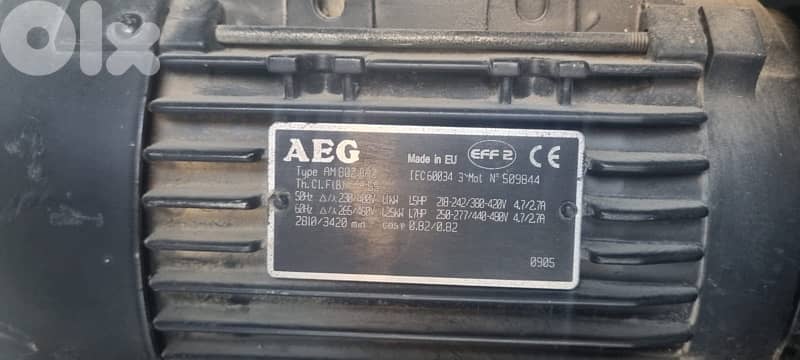 OLX
AEG Made in EU EFF 2 CE
Type AM 80Z IEC60034 3~Mot N° 509844
Th.Cl.F(B)
50Hz Δ/⅄ 230/400V 1,1kW 1,5HP 218-242/380-420V 4,7/2,7A
60Hz Δ/⅄ 265/460V 1,25kW 1,7HP 250-277/440-480V 4,7/2,7A
2810/3420 min cosφ 0.82/0.82
0905